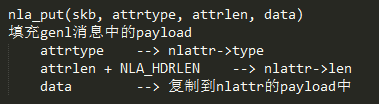 nla_put(skb, attrtype, attrlen, data)
填充genl消息中的payload
attrtype --> nlattr->type
attrlen + NLA_HDRLEN --> nlattr->len
data --> 复制到nlattr的payload中